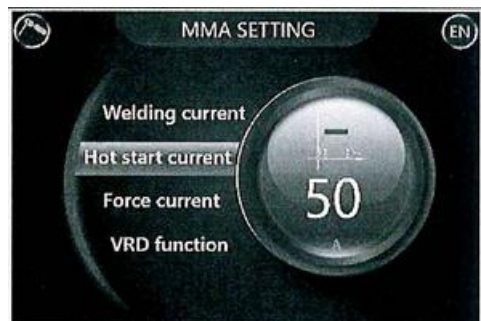 MMA SETTING
EN
Welding current
Hot start current
Force current
VRD function
50
A